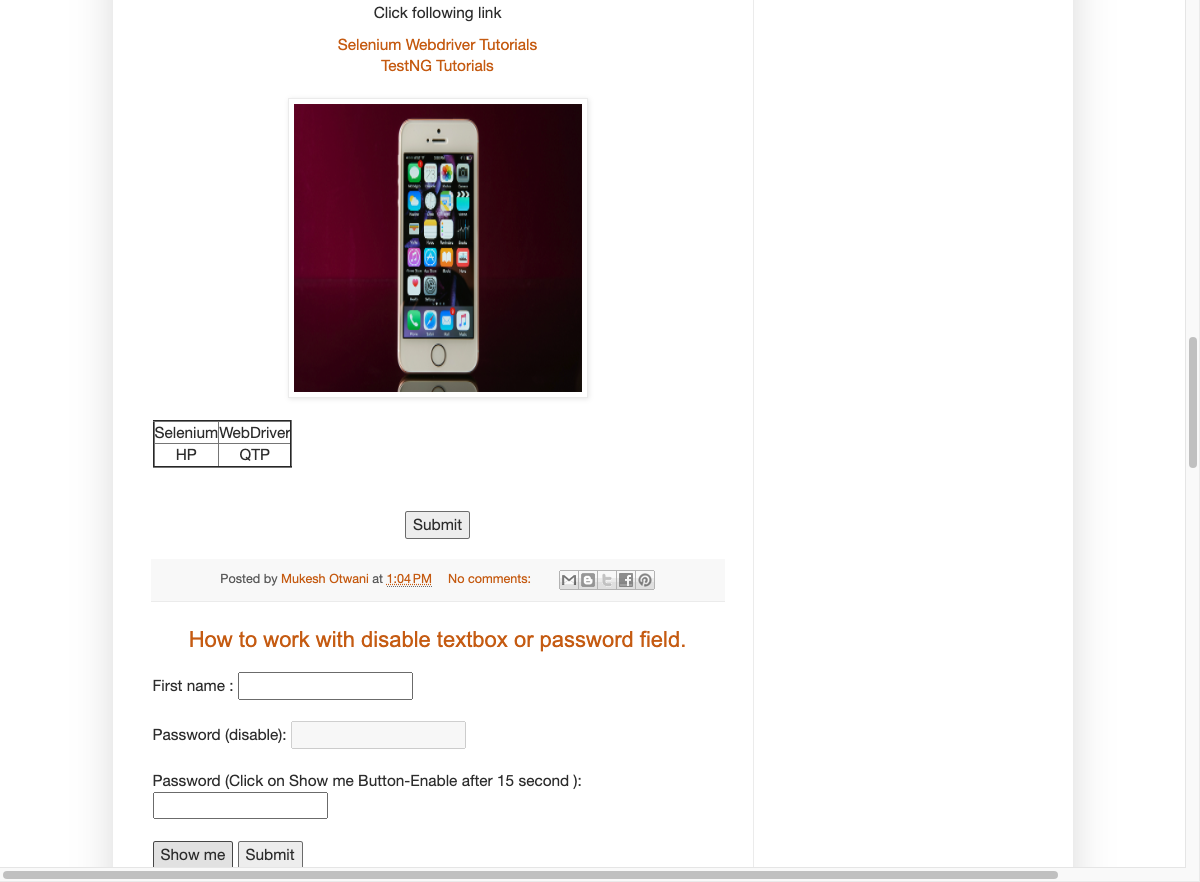 Click following link
Selenium Webdriver Tutorials
TestNG Tutorials
Selenium WebDriver
HP QTP
Submit
Posted by Mukesh Otwani at 1:04 PM No comments:
How to work with disable textbox or password field.
First name :
Password (disable):
Password (Click on Show me Button-Enable after 15 second ):
Show me Submit